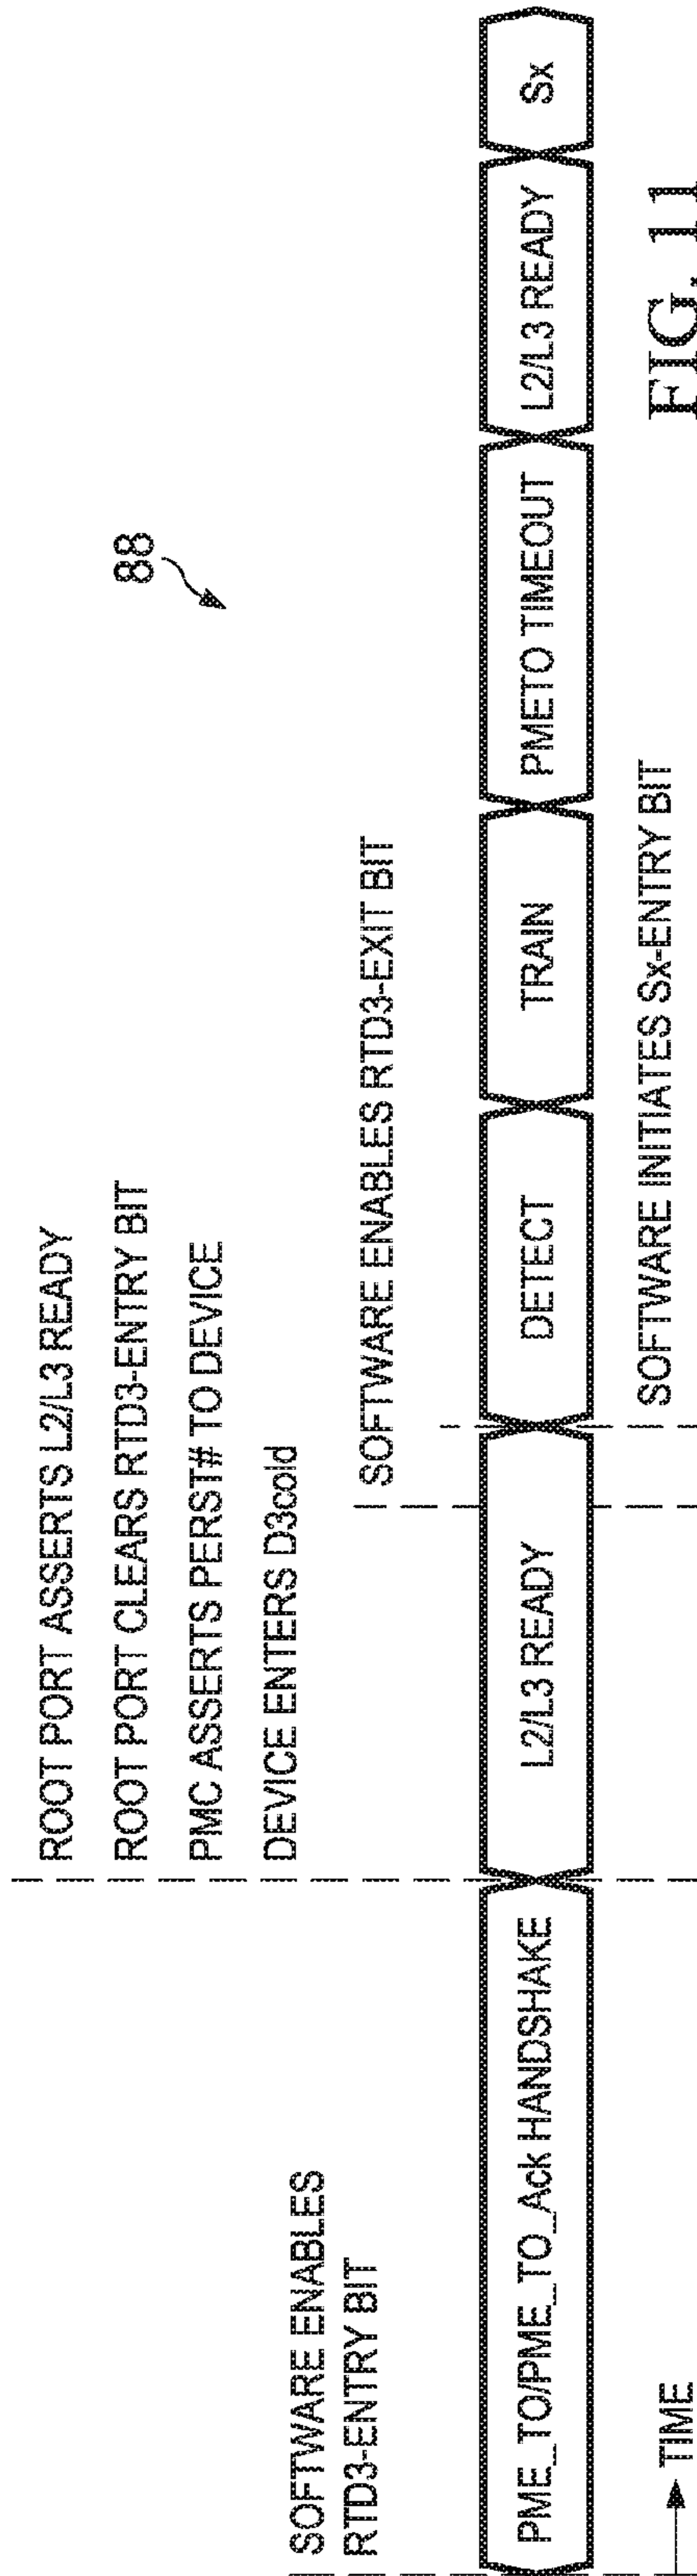 ROOT PORT ASSERTS L2/L3 READY
ROOT PORT CLEARS RTD3-ENTRY BIT
PMC ASSERTS PERST# TO DEVICE
DEVICE ENTERS D3cold
88
SOFTWARE ENABLES
RTD3-ENTRY BIT
SOFTWARE ENABLES RTD3-EXIT BIT
PME_TO/PME_TO_Ack HANDSHAKE
L2/L3 READY
DETECT
TRAIN
PMETO TIMEOUT
L2/L3 READY
Sx
SOFTWARE INITIATES Sx-ENTRY BIT
TIME
FIG. 11